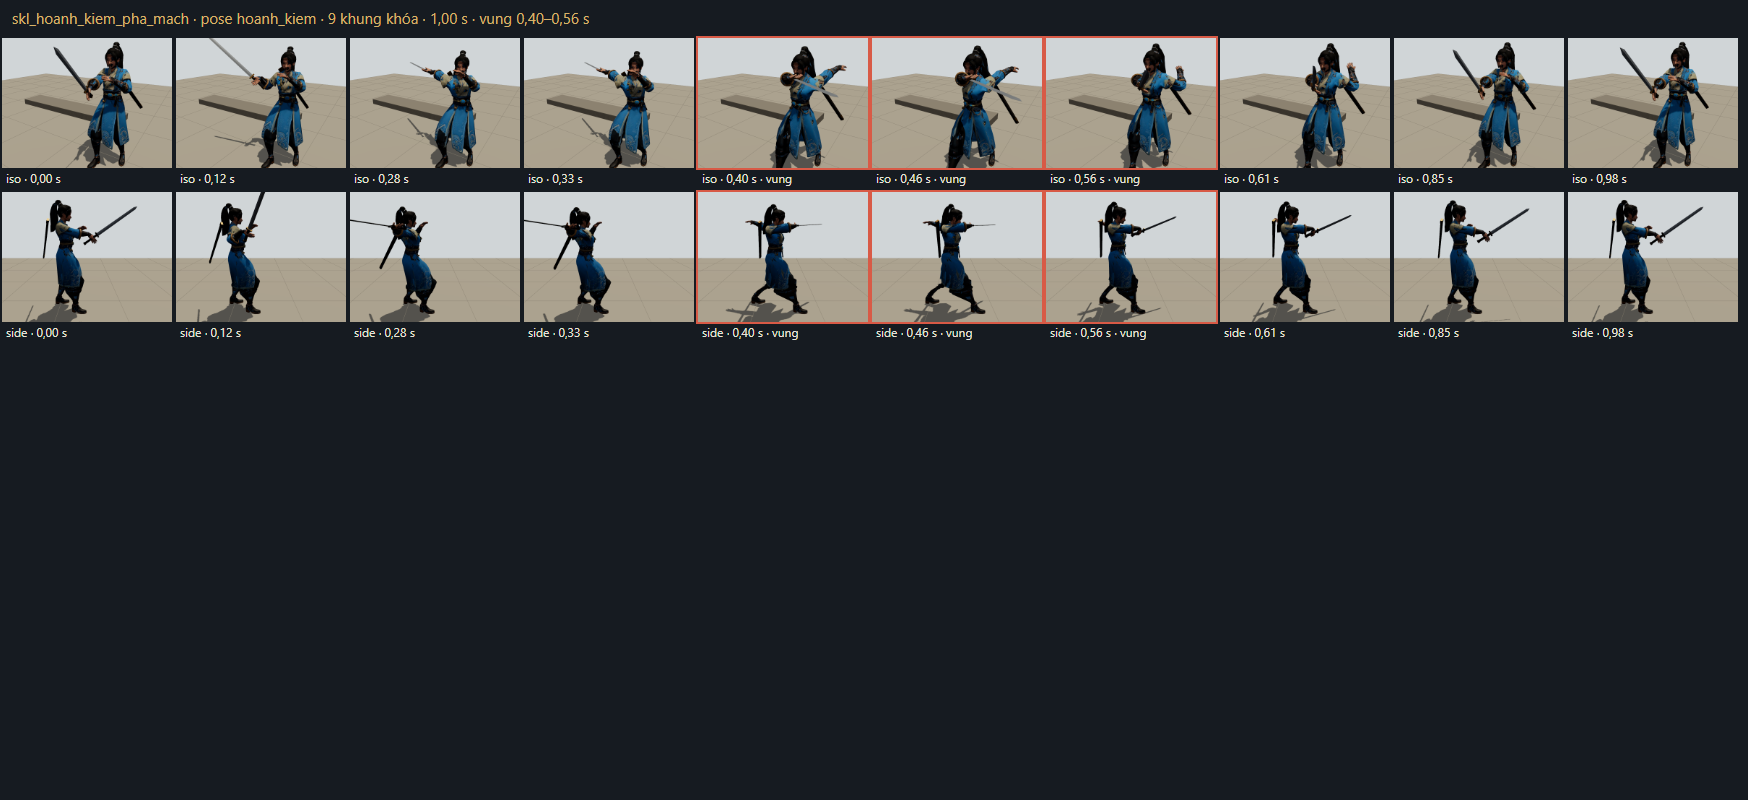 skl_hoanh_kiem_pha_mach · pose hoanh_kiem · 9 khung khóa · 1,00 s · vung 0,40–0,56 s
iso · 0,00 s
iso · 0,12 s
iso · 0,28 s
iso · 0,33 s
iso · 0,40 s · vung
iso · 0,46 s · vung
iso · 0,56 s · vung
iso · 0,61 s
iso · 0,85 s
iso · 0,98 s
side · 0,00 s
side · 0,12 s
side · 0,28 s
side · 0,33 s
side · 0,40 s · vung
side · 0,46 s · vung
side · 0,56 s · vung
side · 0,61 s
side · 0,85 s
side · 0,98 s